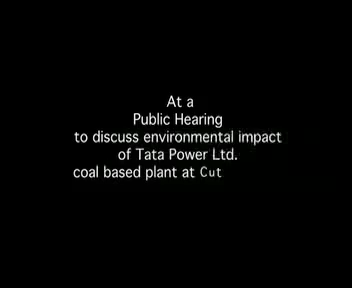 At a
Public Hearing
to discuss environmental impact
of Tata Power Ltd.
coal based plant at Cut